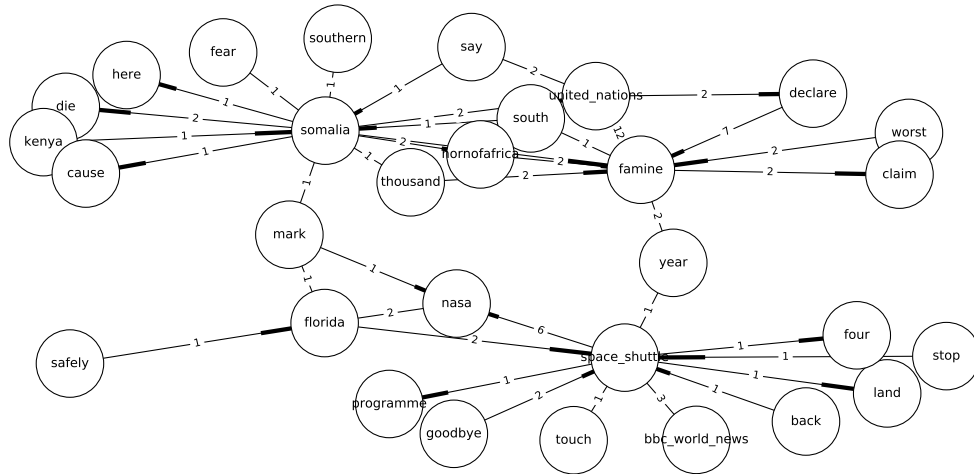 southern
say
fear
here
united_nations
declare
die
somalia
south
worst
kenya
hornofafrica
famine
cause
thousand
claim
mark
year
nasa
florida
four
safely
space_shuttle
stop
land
programme
back
goodbye
touch
bbc_world_news
1
1
1
2
1
2
2
2
1
7
12
1
1
2
2
1
1
2
2
2
1
2
1
1
2
1
6
2
1
1
1
1
1
2
1
3
1